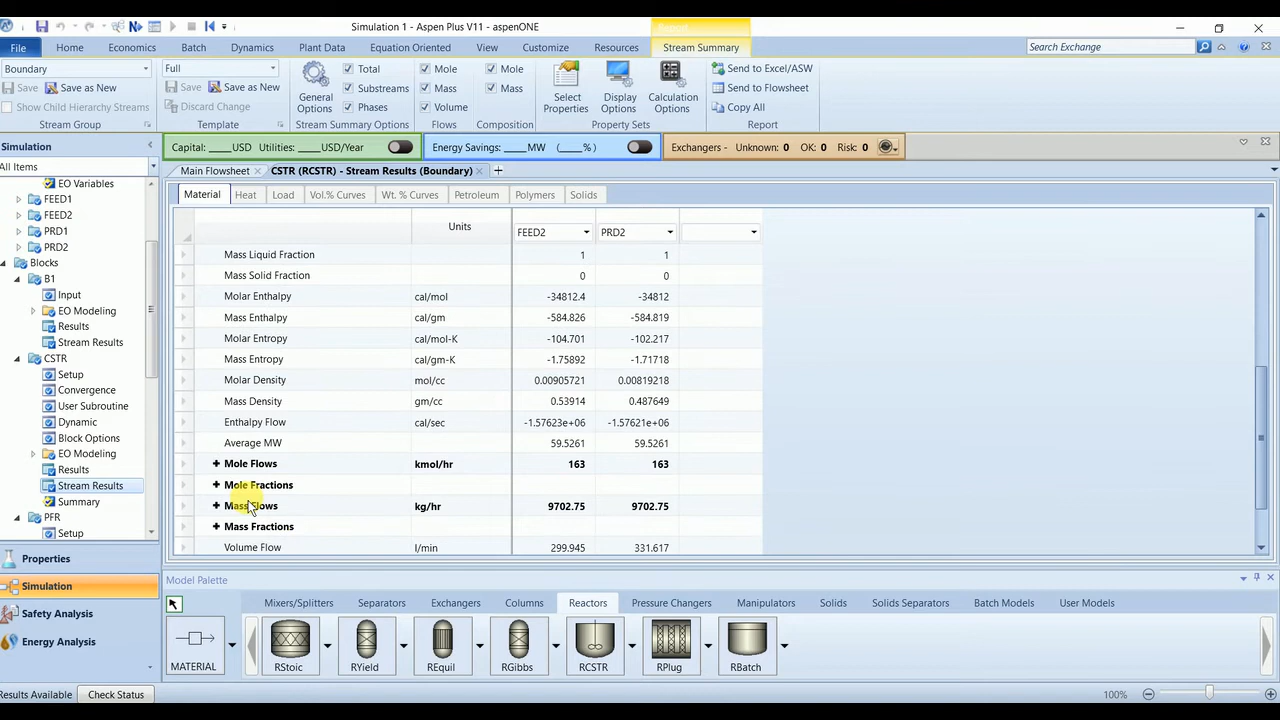 Simulation 1 - Aspen Plus V11 - aspenONE
File Home Economics Batch Dynamics Plant Data Equation Oriented View Customize Resources Stream Summary Search Exchange
Boundary
Save Save as New
Show Child Hierarchy Streams
Stream Group
Full
Save Save as New
Discard Change
Template
General Options
Total
Substreams
Phases
Stream Summary Options
Mole
Mass
Volume
Flows
Mole
Mass
Composition
Select Properties
Display Options
Calculation Options
Property Sets
Send to Excel/ASW
Send to Flowsheet
Copy All
Report
Simulation
All Items
Capital: ____USD Utilities: ____USD/Year
Energy Savings: ____MW (____%)
Exchangers - Unknown: 0 OK: 0 Risk: 0
Main Flowsheet CSTR (RCSTR) - Stream Results (Boundary) +
EO Variables
FEED1
FEED2
PRD1
PRD2
Blocks
B1
Input
EO Modeling
Results
Stream Results
CSTR
Setup
Convergence
User Subroutine
Dynamic
Block Options
EO Modeling
Results
Stream Results
Summary
PFR
Setup
Properties
Simulation
Safety Analysis
Energy Analysis
Material Heat Load Vol.% Curves Wt. % Curves Petroleum Polymers Solids
Units FEED2 PRD2
Mass Liquid Fraction 1 1
Mass Solid Fraction 0 0
Molar Enthalpy cal/mol -34812.4 -34812
Mass Enthalpy cal/gm -584.826 -584.819
Molar Entropy cal/mol-K -104.701 -102.217
Mass Entropy cal/gm-K -1.75892 -1.71718
Molar Density mol/cc 0.00905721 0.00819218
Mass Density gm/cc 0.53914 0.487649
Enthalpy Flow cal/sec -1.57623e+06 -1.57621e+06
Average MW 59.5261 59.5261
+ Mole Flows kmol/hr 163 163
+ Mole Fractions
+ Mass Flows kg/hr 9702.75 9702.75
+ Mass Fractions
Volume Flow l/min 299.945 331.617
Model Palette
Mixers/Splitters Separators Exchangers Columns Reactors Pressure Changers Manipulators Solids Solids Separators Batch Models User Models
MATERIAL RStoic RYield REquil RGibbs RCSTR RPlug RBatch
Results Available Check Status 100%